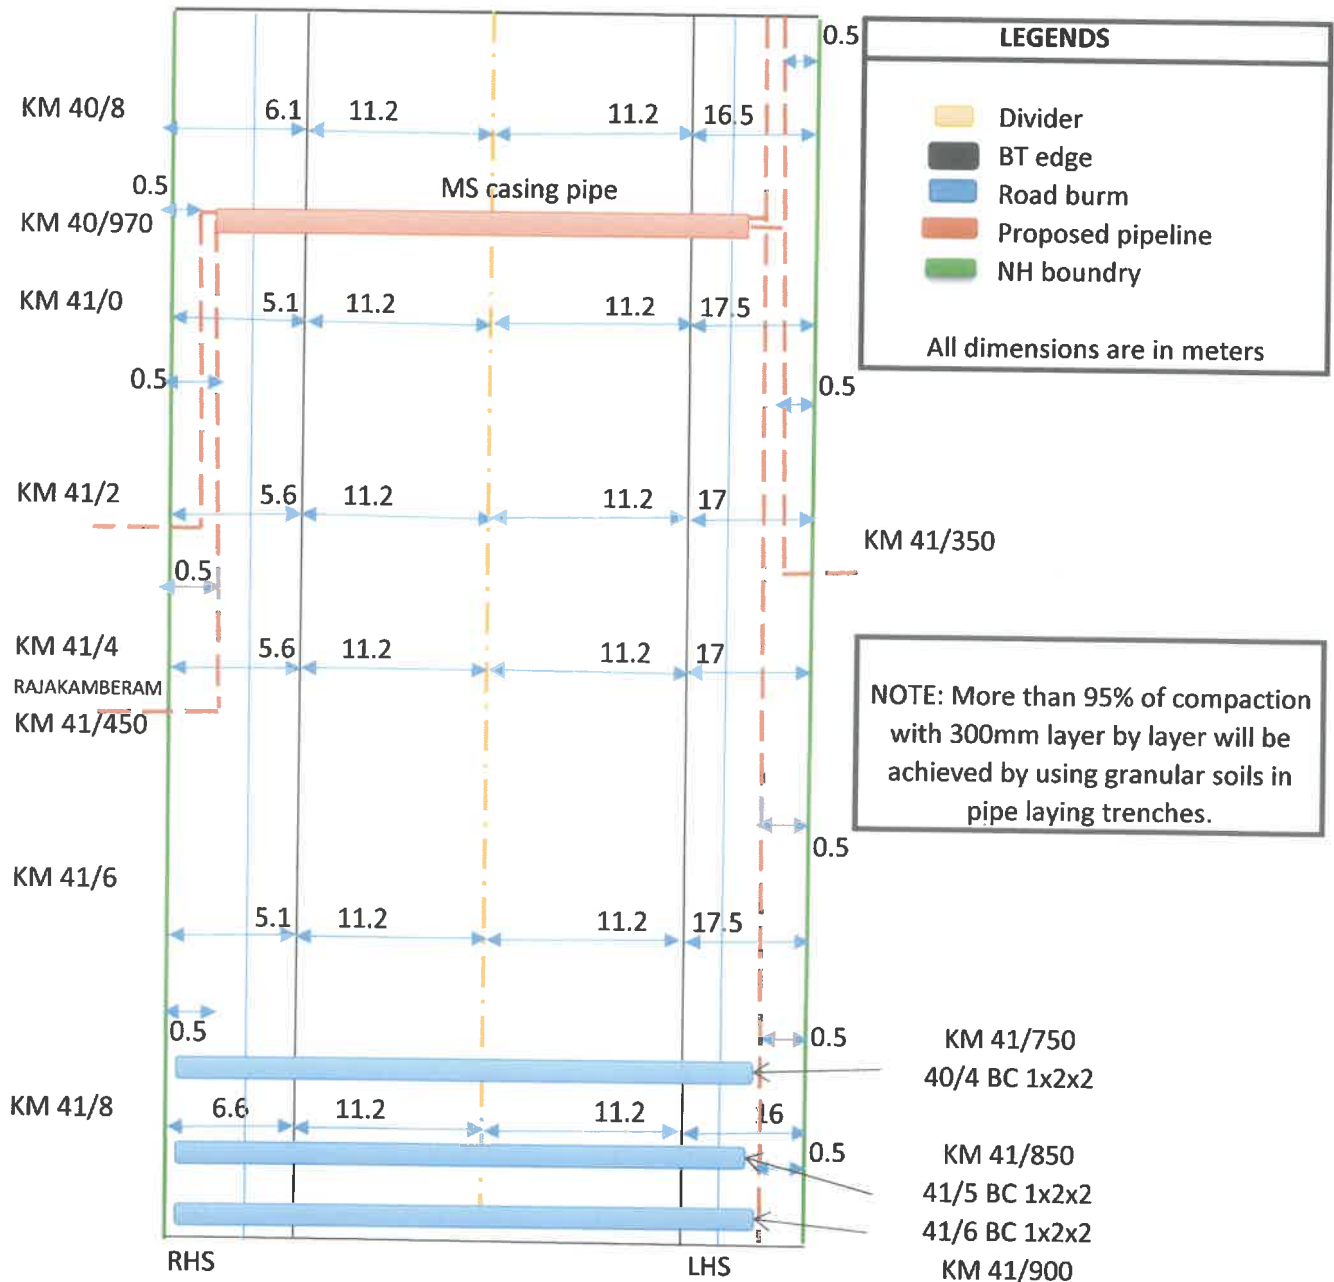 0.5
LEGENDS
KM 40/8
6.1
11.2
11.2
16.5
Divider
BT edge
Road burm
Proposed pipeline
NH boundry
All dimensions are in meters
0.5
MS casing pipe
KM 40/970
KM 41/0
5.1
11.2
11.2
17.5
0.5
0.5
KM 41/2
5.6
11.2
11.2
17
KM 41/350
0.5
KM 41/4
5.6
11.2
11.2
17
RAJAKAMBERAM
KM 41/450
NOTE: More than 95% of compaction
with 300mm layer by layer will be
achieved by using granular soils in
pipe laying trenches.
0.5
KM 41/6
5.1
11.2
11.2
17.5
0.5
0.5
KM 41/750
40/4 BC 1x2x2
KM 41/8
6.6
11.2
11.2
16
0.5
KM 41/850
41/5 BC 1x2x2
41/6 BC 1x2x2
KM 41/900
RHS
LHS